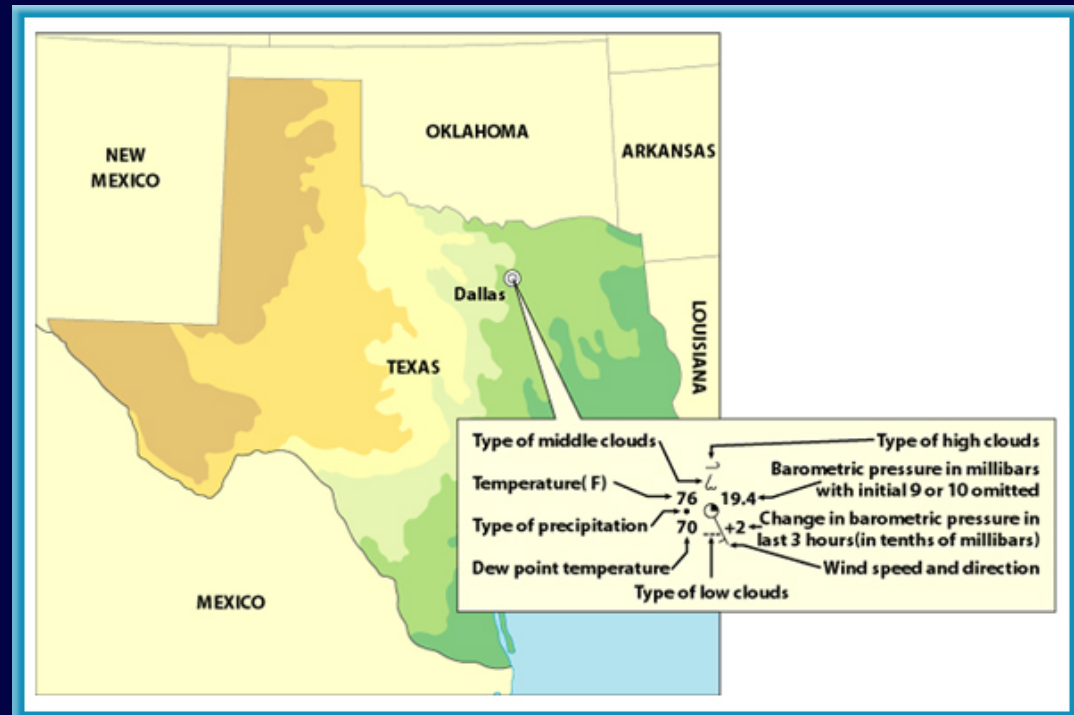 OKLAHOMA
ARKANSAS
NEW
MEXICO
Dallas
LOUISIANA
TEXAS
Type of middle clouds
Type of high clouds
Temperature( F)
Barometric pressure in millibars
with initial 9 or 10 omitted
76
19.4
Type of precipitation
70
+2
Change in barometric pressure in
last 3 hours(in tenths of millibars)
Dew point temperature
Wind speed and direction
Type of low clouds
MEXICO